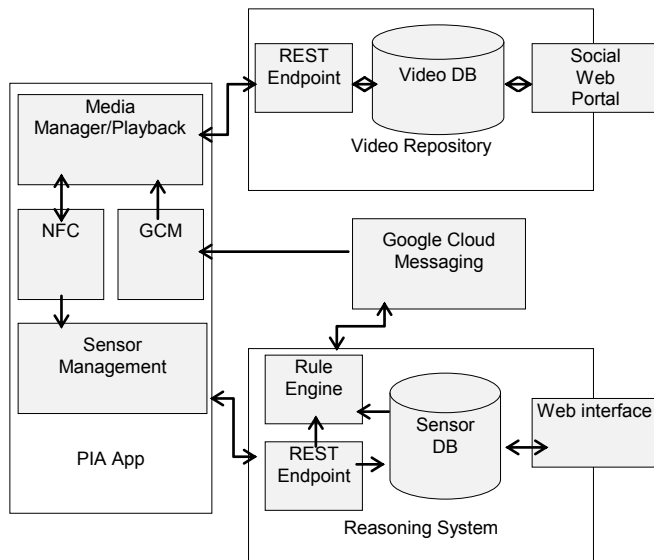 REST
Endpoint
Video DB
Social
Web
Portal
Video Repository
Media
Manager/Playback
NFC
GCM
Google Cloud
Messaging
Sensor
Management
PIA App
Rule
Engine
REST
Endpoint
Sensor
DB
Web interface
Reasoning System